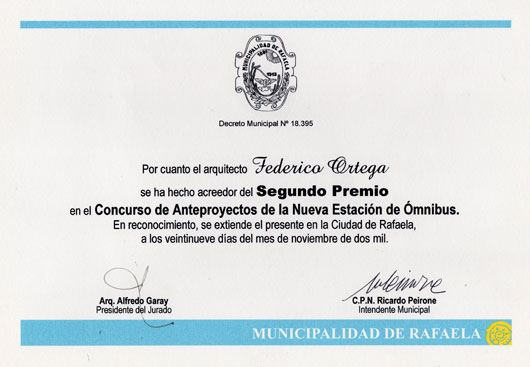 MUNICIPALIDAD DE RAFAELA
1881
1913
Decreto Municipal Nº 18.395
Por cuanto el arquitecto Federico Ortega
se ha hecho acreedor del Segundo Premio
en el Concurso de Anteproyectos de la Nueva Estación de Ómnibus.
En reconocimiento, se extiende el presente en la Ciudad de Rafaela,
a los veintinueve días del mes de noviembre de dos mil.
Arq. Alfredo Garay
Presidente del Jurado
C.P.N. Ricardo Peirone
Intendente Municipal
MUNICIPALIDAD DE RAFAELA